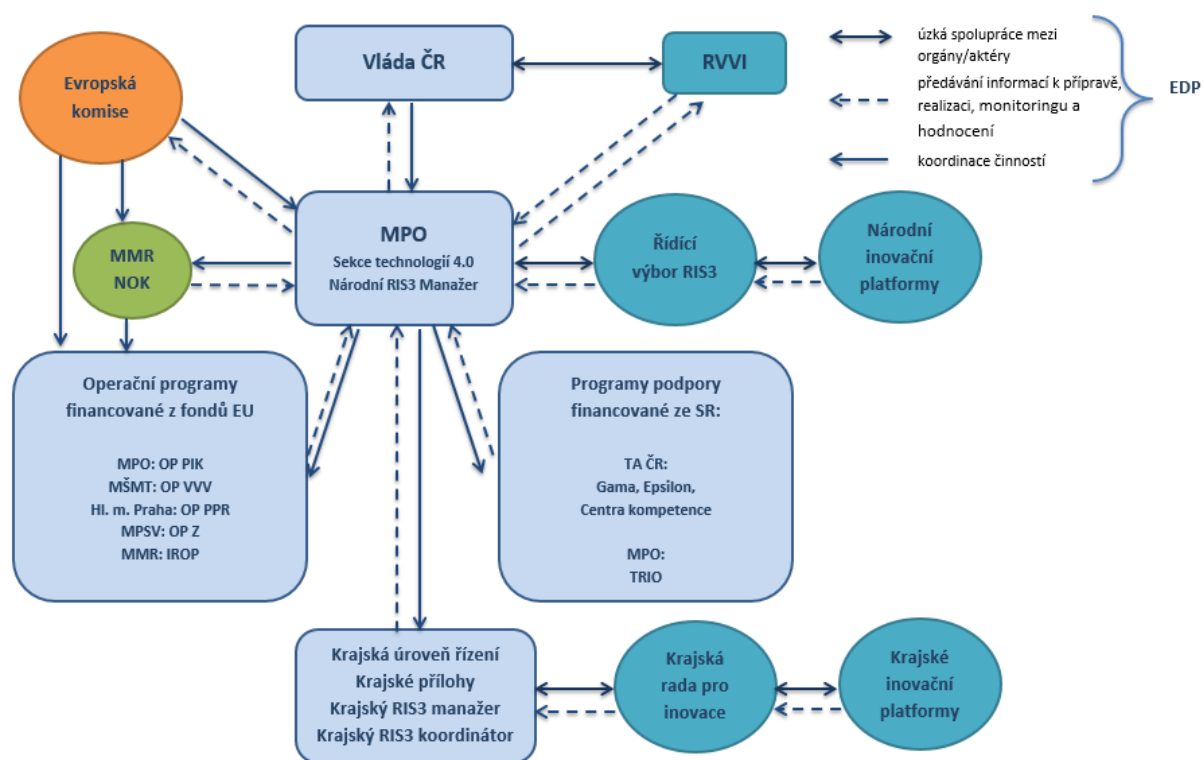 Evropská
komise
Vláda ČR
RVVI
úzká spolupráce mezi
orgány/aktéry
předávání informací k přípravě,
realizaci, monitoringu a
hodnocení
koordinace činností
EDP
MMR
NOK
MPO
Sekce technologií 4.0
Národní RIS3 Manažer
Řídící
výbor RIS3
Národní
inovační
platformy
Operační programy
financované z fondů EU
MPO: OP PIK
MŠMT: OP VVV
Hl. m. Praha: OP PPR
MPSV: OP Z
MMR: IROP
Programy podpory
financované ze SR:
TA ČR:
Gama, Epsilon,
Centra kompetence
MPO:
TRIO
Krajská úroveň řízení
Krajské přílohy
Krajský RIS3 manažer
Krajský RIS3 koordinátor
Krajská
rada pro
inovace
Krajské
inovační
platformy